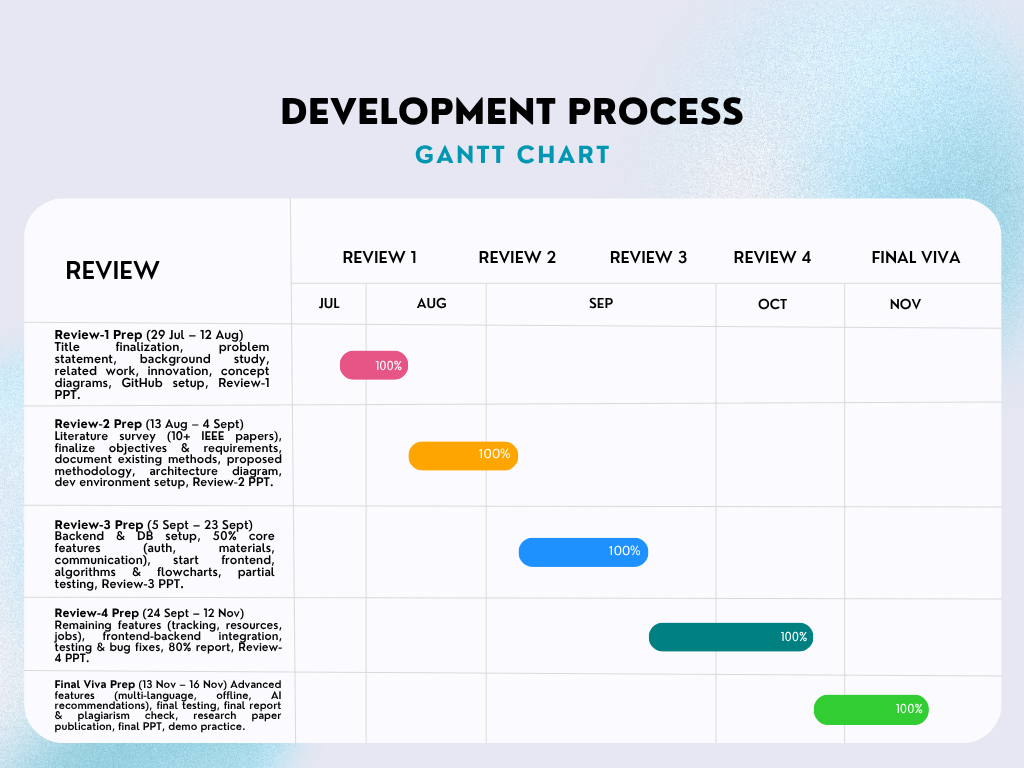 DEVELOPMENT PROCESS
GANTT CHART
REVIEW
REVIEW 1
REVIEW 2
REVIEW 3
REVIEW 4
FINAL VIVA
JUL
AUG
SEP
OCT
NOV
Review-1 Prep (29 Jul – 12 Aug)
Title finalization, problem
statement, background study,
related work, innovation, concept
diagrams, GitHub setup, Review-1
PPT.
100%
Review-2 Prep (13 Aug – 4 Sept)
Literature survey (10+ IEEE papers),
finalize objectives & requirements,
document existing methods, proposed
methodology, architecture diagram,
dev environment setup, Review-2 PPT.
100%
Review-3 Prep (5 Sept – 23 Sept)
Backend & DB setup, 50% core
features (auth, materials,
communication), start frontend,
algorithms & flowcharts, partial
testing, Review-3 PPT.
100%
Review-4 Prep (24 Sept – 12 Nov)
Remaining features (tracking, resources,
jobs), frontend-backend integration,
testing & bug fixes, 80% report, Review-
4 PPT.
100%
Final Viva Prep (13 Nov – 16 Nov) Advanced
features (multi-language, offline, AI
recommendations), final testing, final report
& plagiarism check, research paper
publication, final PPT, demo practice.
100%